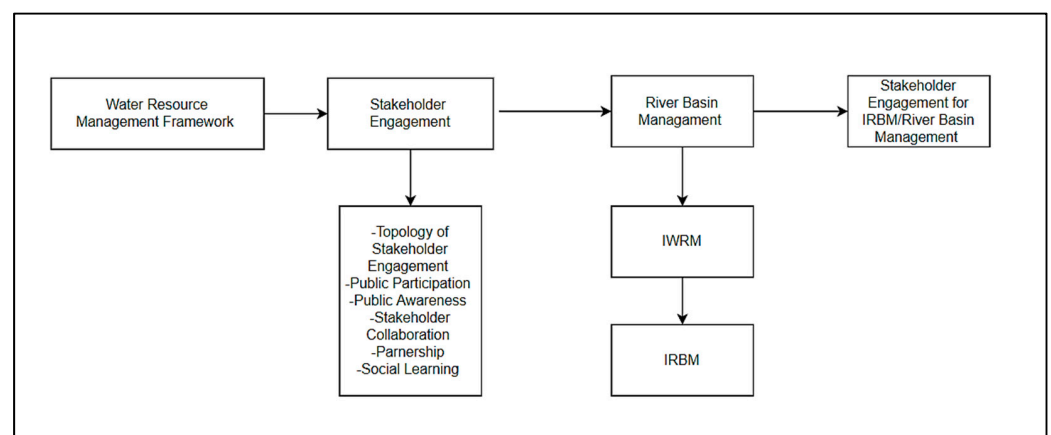 Water Resource
Management Framework
Stakeholder
Engagement
River Basin
Managament
Stakeholder
Engagement for
IRBM/River Basin
Management
-Topology of
Stakeholder
Engagement
-Public Participation
-Public Awareness
-Stakeholder
Collaboration
-Parnership
-Social Learning
IWRM
IRBM